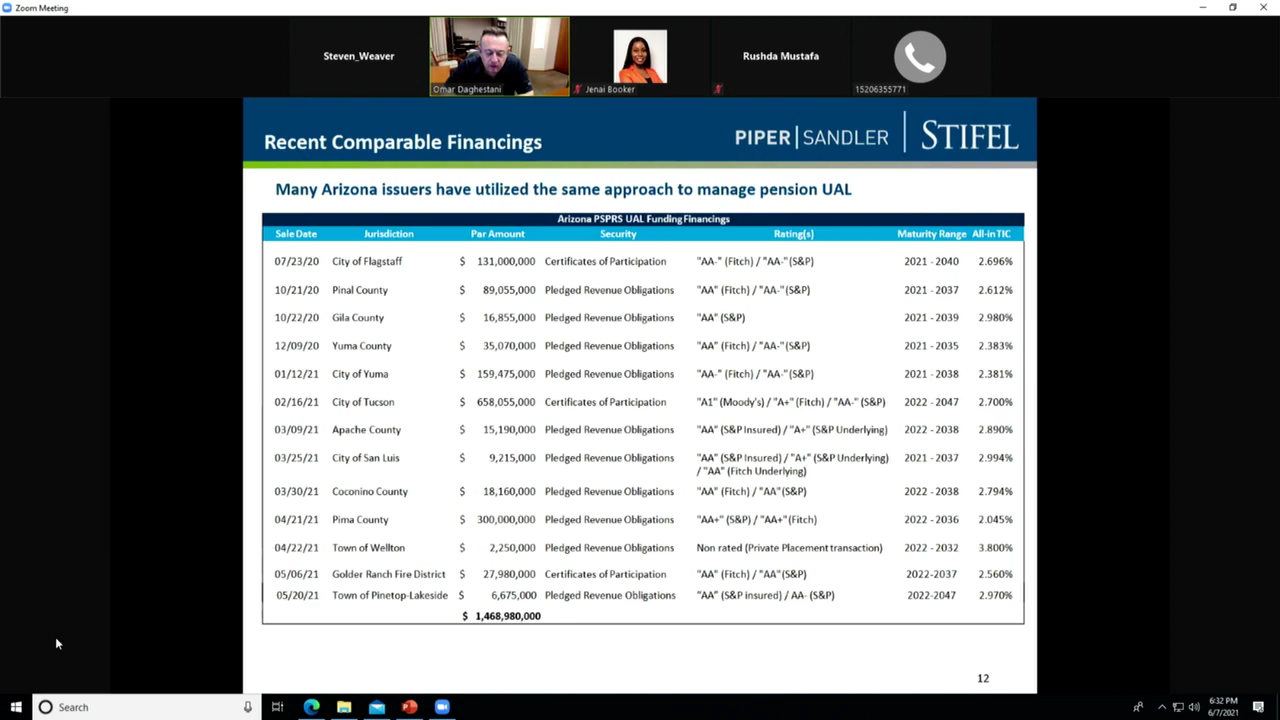 Zoom Meeting
Steven_Weaver
Omar Daghestani
Jenai Booker
Rushda Mustafa
15206355771
Recent Comparable Financings
PIPER|SANDLER STIFEL
Many Arizona issuers have utilized the same approach to manage pension UAL
Arizona PSPRS UAL Funding Financings
Sale Date Jurisdiction Par Amount Security Rating(s) Maturity Range All-in TIC
07/23/20 City of Flagstaff $ 131,000,000 Certificates of Participation "AA-" (Fitch) / "AA-" (S&P) 2021 - 2040 2.696%
10/21/20 Pinal County $ 89,055,000 Pledged Revenue Obligations "AA" (Fitch) / "AA-" (S&P) 2021 - 2037 2.612%
10/22/20 Gila County $ 16,855,000 Pledged Revenue Obligations "AA" (S&P) 2021 - 2039 2.980%
12/09/20 Yuma County $ 35,070,000 Pledged Revenue Obligations "AA" (Fitch) / "AA-" (S&P) 2021 - 2035 2.383%
01/12/21 City of Yuma $ 159,475,000 Pledged Revenue Obligations "AA-" (Fitch) / "AA-" (S&P) 2021 - 2038 2.381%
02/16/21 City of Tucson $ 658,055,000 Certificates of Participation "A1" (Moody's) / "A+" (Fitch) / "AA-" (S&P) 2022 - 2047 2.700%
03/09/21 Apache County $ 15,190,000 Pledged Revenue Obligations "AA" (S&P Insured) / "A+" (S&P Underlying) 2022 - 2038 2.890%
03/25/21 City of San Luis $ 9,215,000 Pledged Revenue Obligations "AA" (S&P Insured) / "A+" (S&P Underlying) 2021 - 2037 2.994%
/ "AA" (Fitch Underlying)
03/30/21 Coconino County $ 18,160,000 Pledged Revenue Obligations "AA" (Fitch) / "AA" (S&P) 2022 - 2038 2.794%
04/21/21 Pima County $ 300,000,000 Pledged Revenue Obligations "AA+" (S&P) / "AA+" (Fitch) 2022 - 2036 2.045%
04/22/21 Town of Wellton $ 2,250,000 Pledged Revenue Obligations Non rated (Private Placement transaction) 2022 - 2032 3.800%
05/06/21 Golder Ranch Fire District $ 27,980,000 Certificates of Participation "AA" (Fitch) / "AA" (S&P) 2022-2037 2.560%
05/20/21 Town of Pinetop-Lakeside $ 6,675,000 Pledged Revenue Obligations "AA" (S&P insured) / AA- (S&P) 2022-2047 2.970%
$ 1,468,980,000
12
Search
6:32 PM
6/7/2021